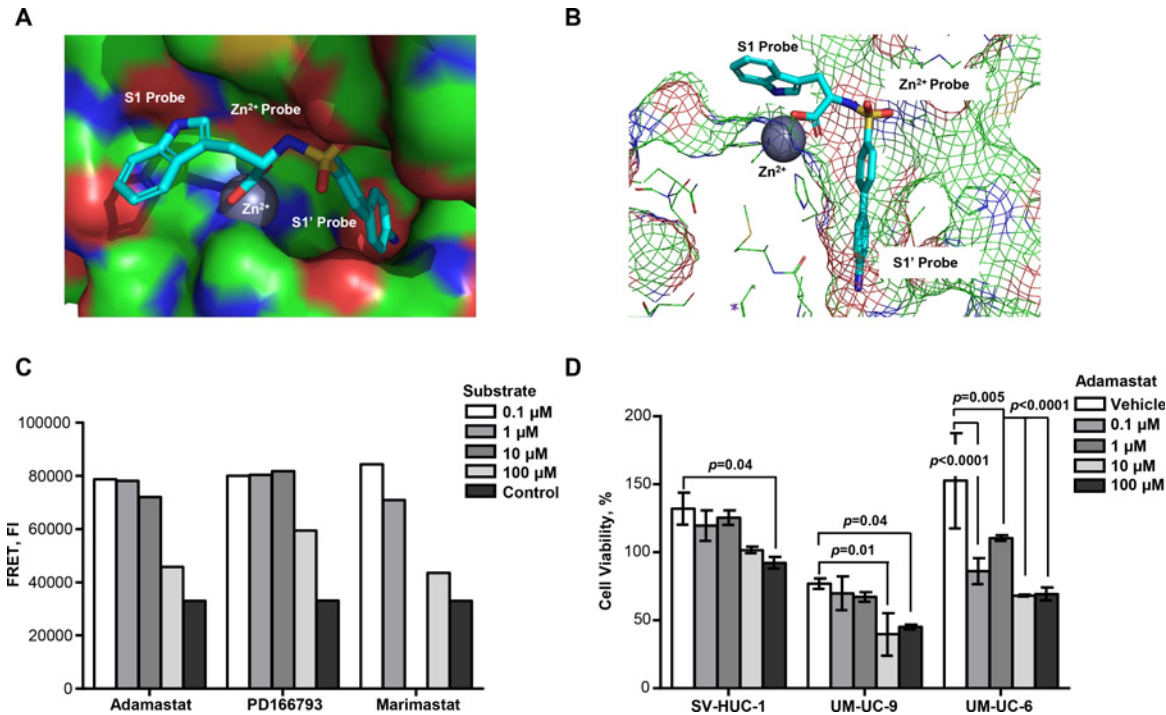 A
S1 Probe
Zn2+ Probe
Zn2+
S1' Probe
B
S1 Probe
Zn2+ Probe
Zn2+
S1' Probe
C
Substrate
0.1 µM
1 µM
10 µM
100 µM
Control
FRET, FI
100000
80000
60000
40000
20000
0
Adamastat
PD166793
Marimastat
D
Adamastat
Vehicle
0.1 µM
1 µM
10 µM
100 µM
Cell Viability, %
200
150
100
50
0
p=0.04
p=0.04
p=0.01
p=0.005
p<0.0001
p<0.0001
SV-HUC-1
UM-UC-9
UM-UC-6